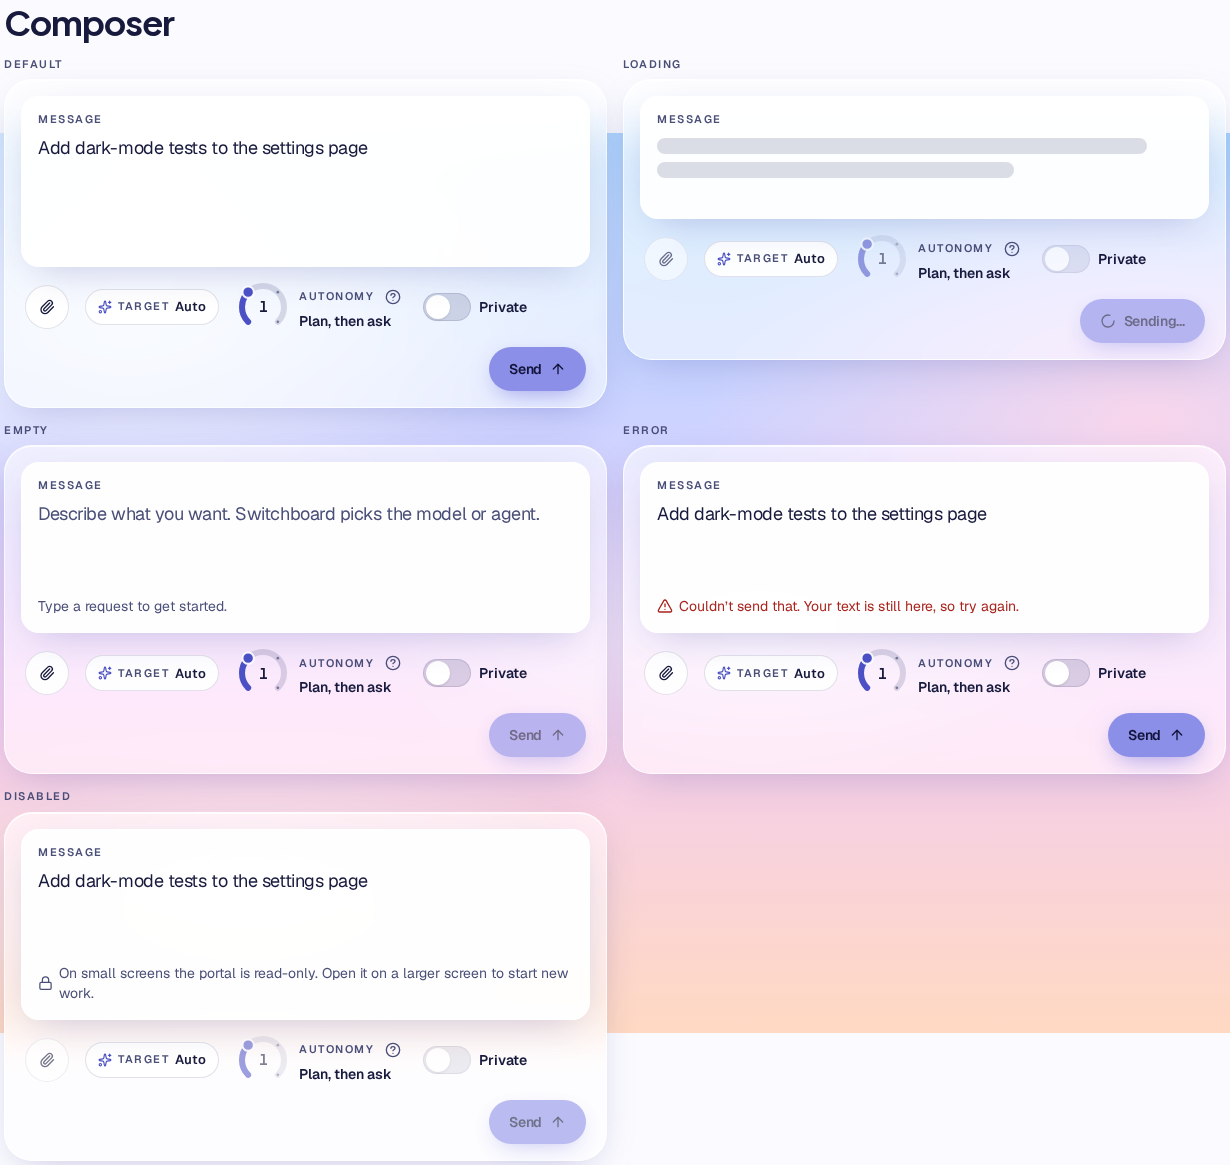 Composer
DEFAULT
MESSAGE
Add dark-mode tests to the settings page
TARGET Auto
1
AUTONOMY
Plan, then ask
Private
Send
LOADING
MESSAGE
TARGET Auto
1
AUTONOMY
Plan, then ask
Private
Sending...
EMPTY
MESSAGE
Describe what you want. Switchboard picks the model or agent.
Type a request to get started.
TARGET Auto
1
AUTONOMY
Plan, then ask
Private
Send
ERROR
MESSAGE
Add dark-mode tests to the settings page
Couldn't send that. Your text is still here, so try again.
TARGET Auto
1
AUTONOMY
Plan, then ask
Private
Send
DISABLED
MESSAGE
Add dark-mode tests to the settings page
On small screens the portal is read-only. Open it on a larger screen to start new
work.
TARGET Auto
1
AUTONOMY
Plan, then ask
Private
Send